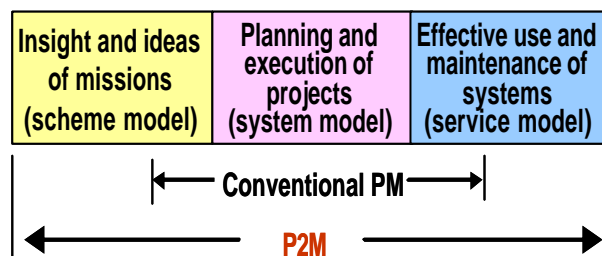 Insight and ideas
of missions
(scheme model)
Planning and
execution of
projects
(system model)
Effective use and
maintenance of
systems
(service model)
Conventional PM
P2M